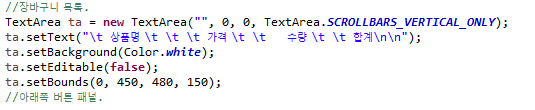 //장바구니 목록.
TextArea ta = new TextArea("", 0, 0, TextArea.SCROLLBARS_VERTICAL_ONLY);
ta.setText("\t 상품명 \t \t \t 가격 \t \t   수량 \t \t 합계\n\n");
ta.setBackground(Color.white);
ta.setEditable(false);
ta.setBounds(0, 450, 480, 150);
//아래쪽 버튼 패널.